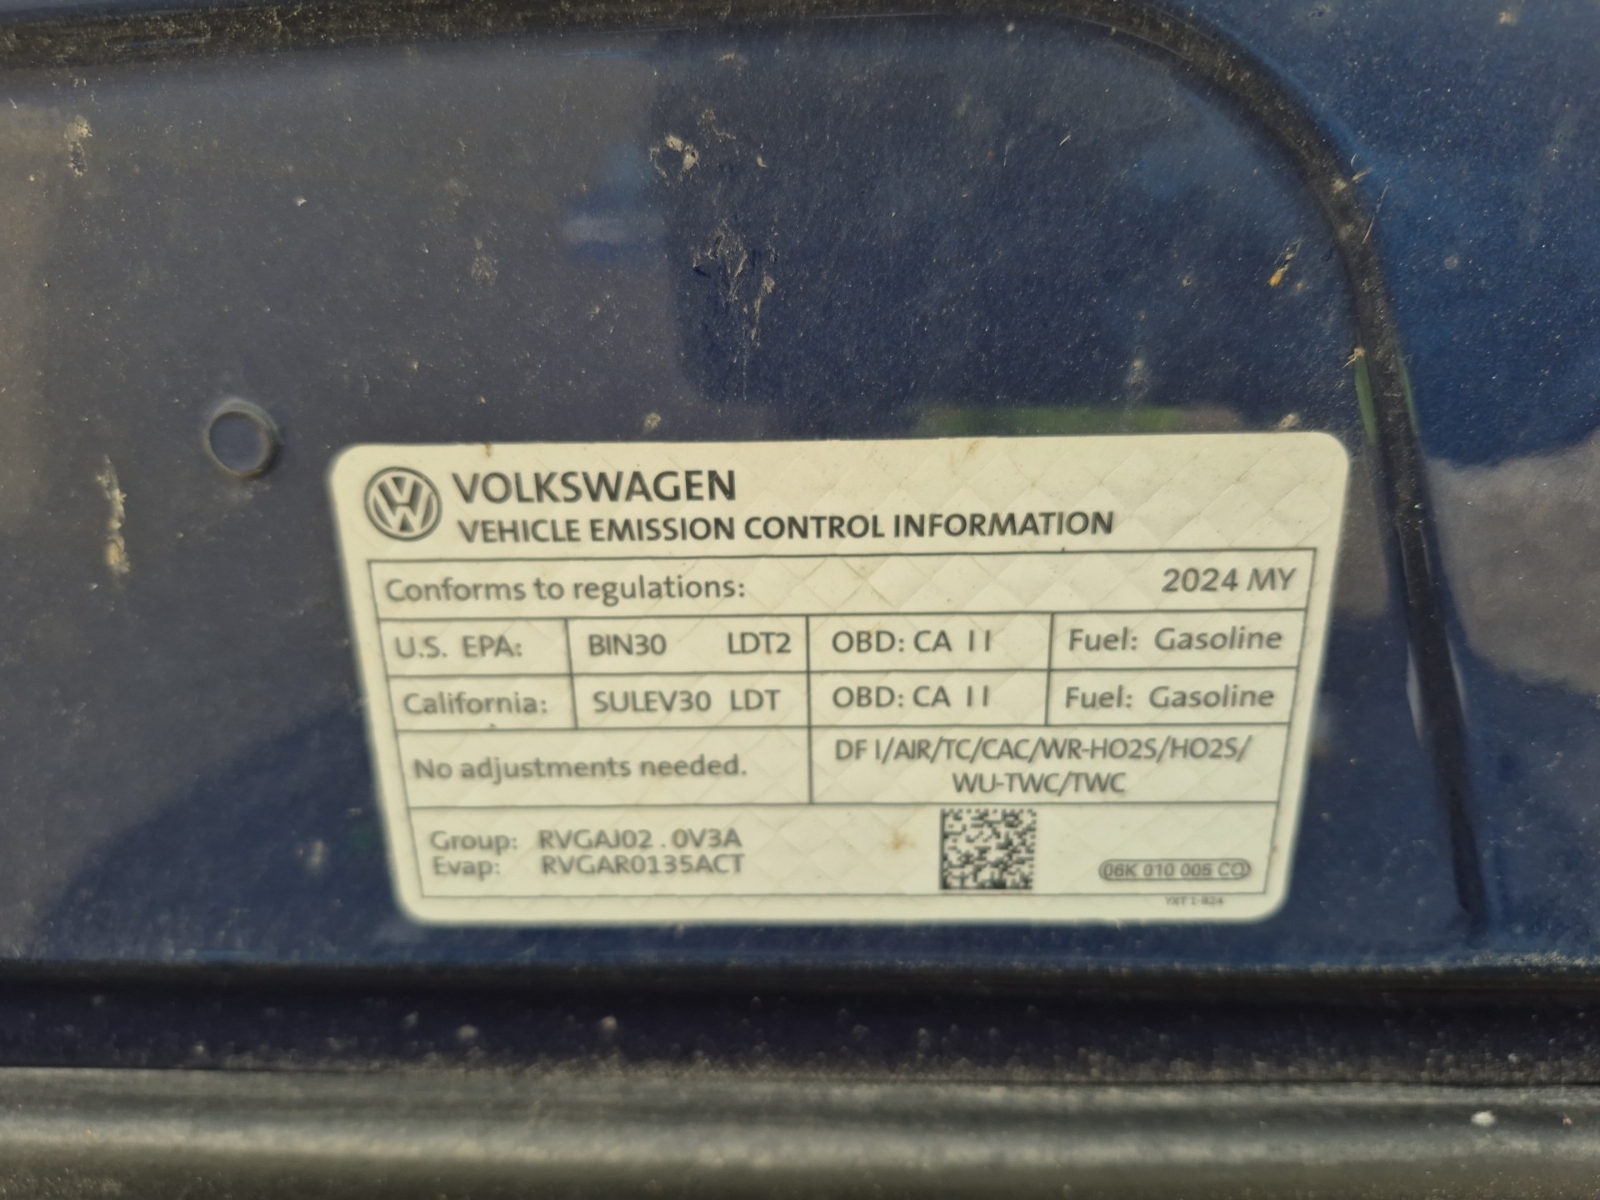 VOLKSWAGEN
VEHICLE EMISSION CONTROL INFORMATION
Conforms to regulations: 2024 MY
U.S. EPA: BIN30 LDT2 OBD: CA II Fuel: Gasoline
California: SULEV30 LDT OBD: CA II Fuel: Gasoline
No adjustments needed. DFI/AIR/TC/CAC/WR-HO2S/HO2S/
WU-TWC/TWC
Group: RVGAJ02.0V3A
Evap: RVGAR0135ACT
06K 010 005 CQ